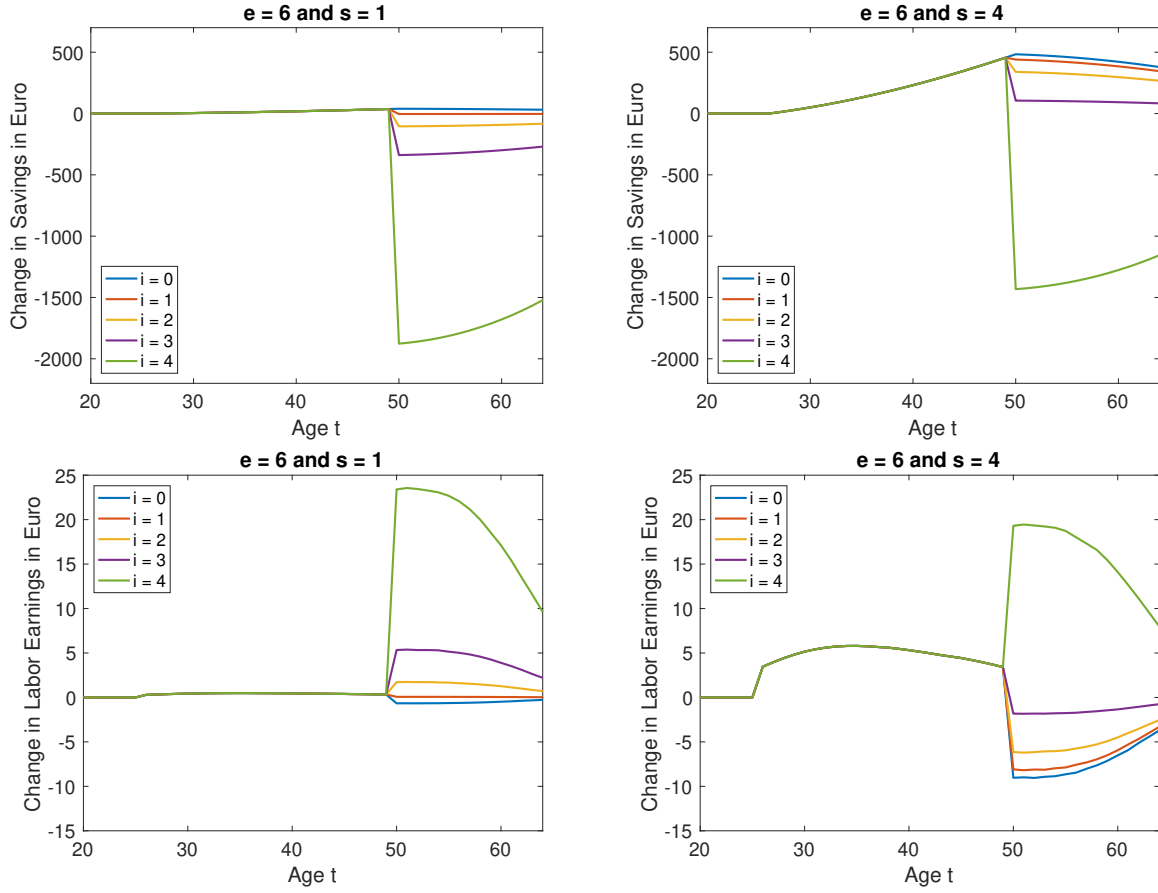 e = 6 and s = 1
500
0
-500
-1000
-1500
-2000
Change in Savings in Euro
i = 0
i = 1
i = 2
i = 3
i = 4
20
30
40
50
60
Age t
e = 6 and s = 4
500
0
-500
-1000
-1500
-2000
Change in Savings in Euro
i = 0
i = 1
i = 2
i = 3
i = 4
20
30
40
50
60
Age t
e = 6 and s = 1
25
20
15
10
5
0
-5
-10
-15
Change in Labor Earnings in Euro
i = 0
i = 1
i = 2
i = 3
i = 4
20
30
40
50
60
Age t
e = 6 and s = 4
25
20
15
10
5
0
-5
-10
-15
Change in Labor Earnings in Euro
i = 0
i = 1
i = 2
i = 3
i = 4
20
30
40
50
60
Age t